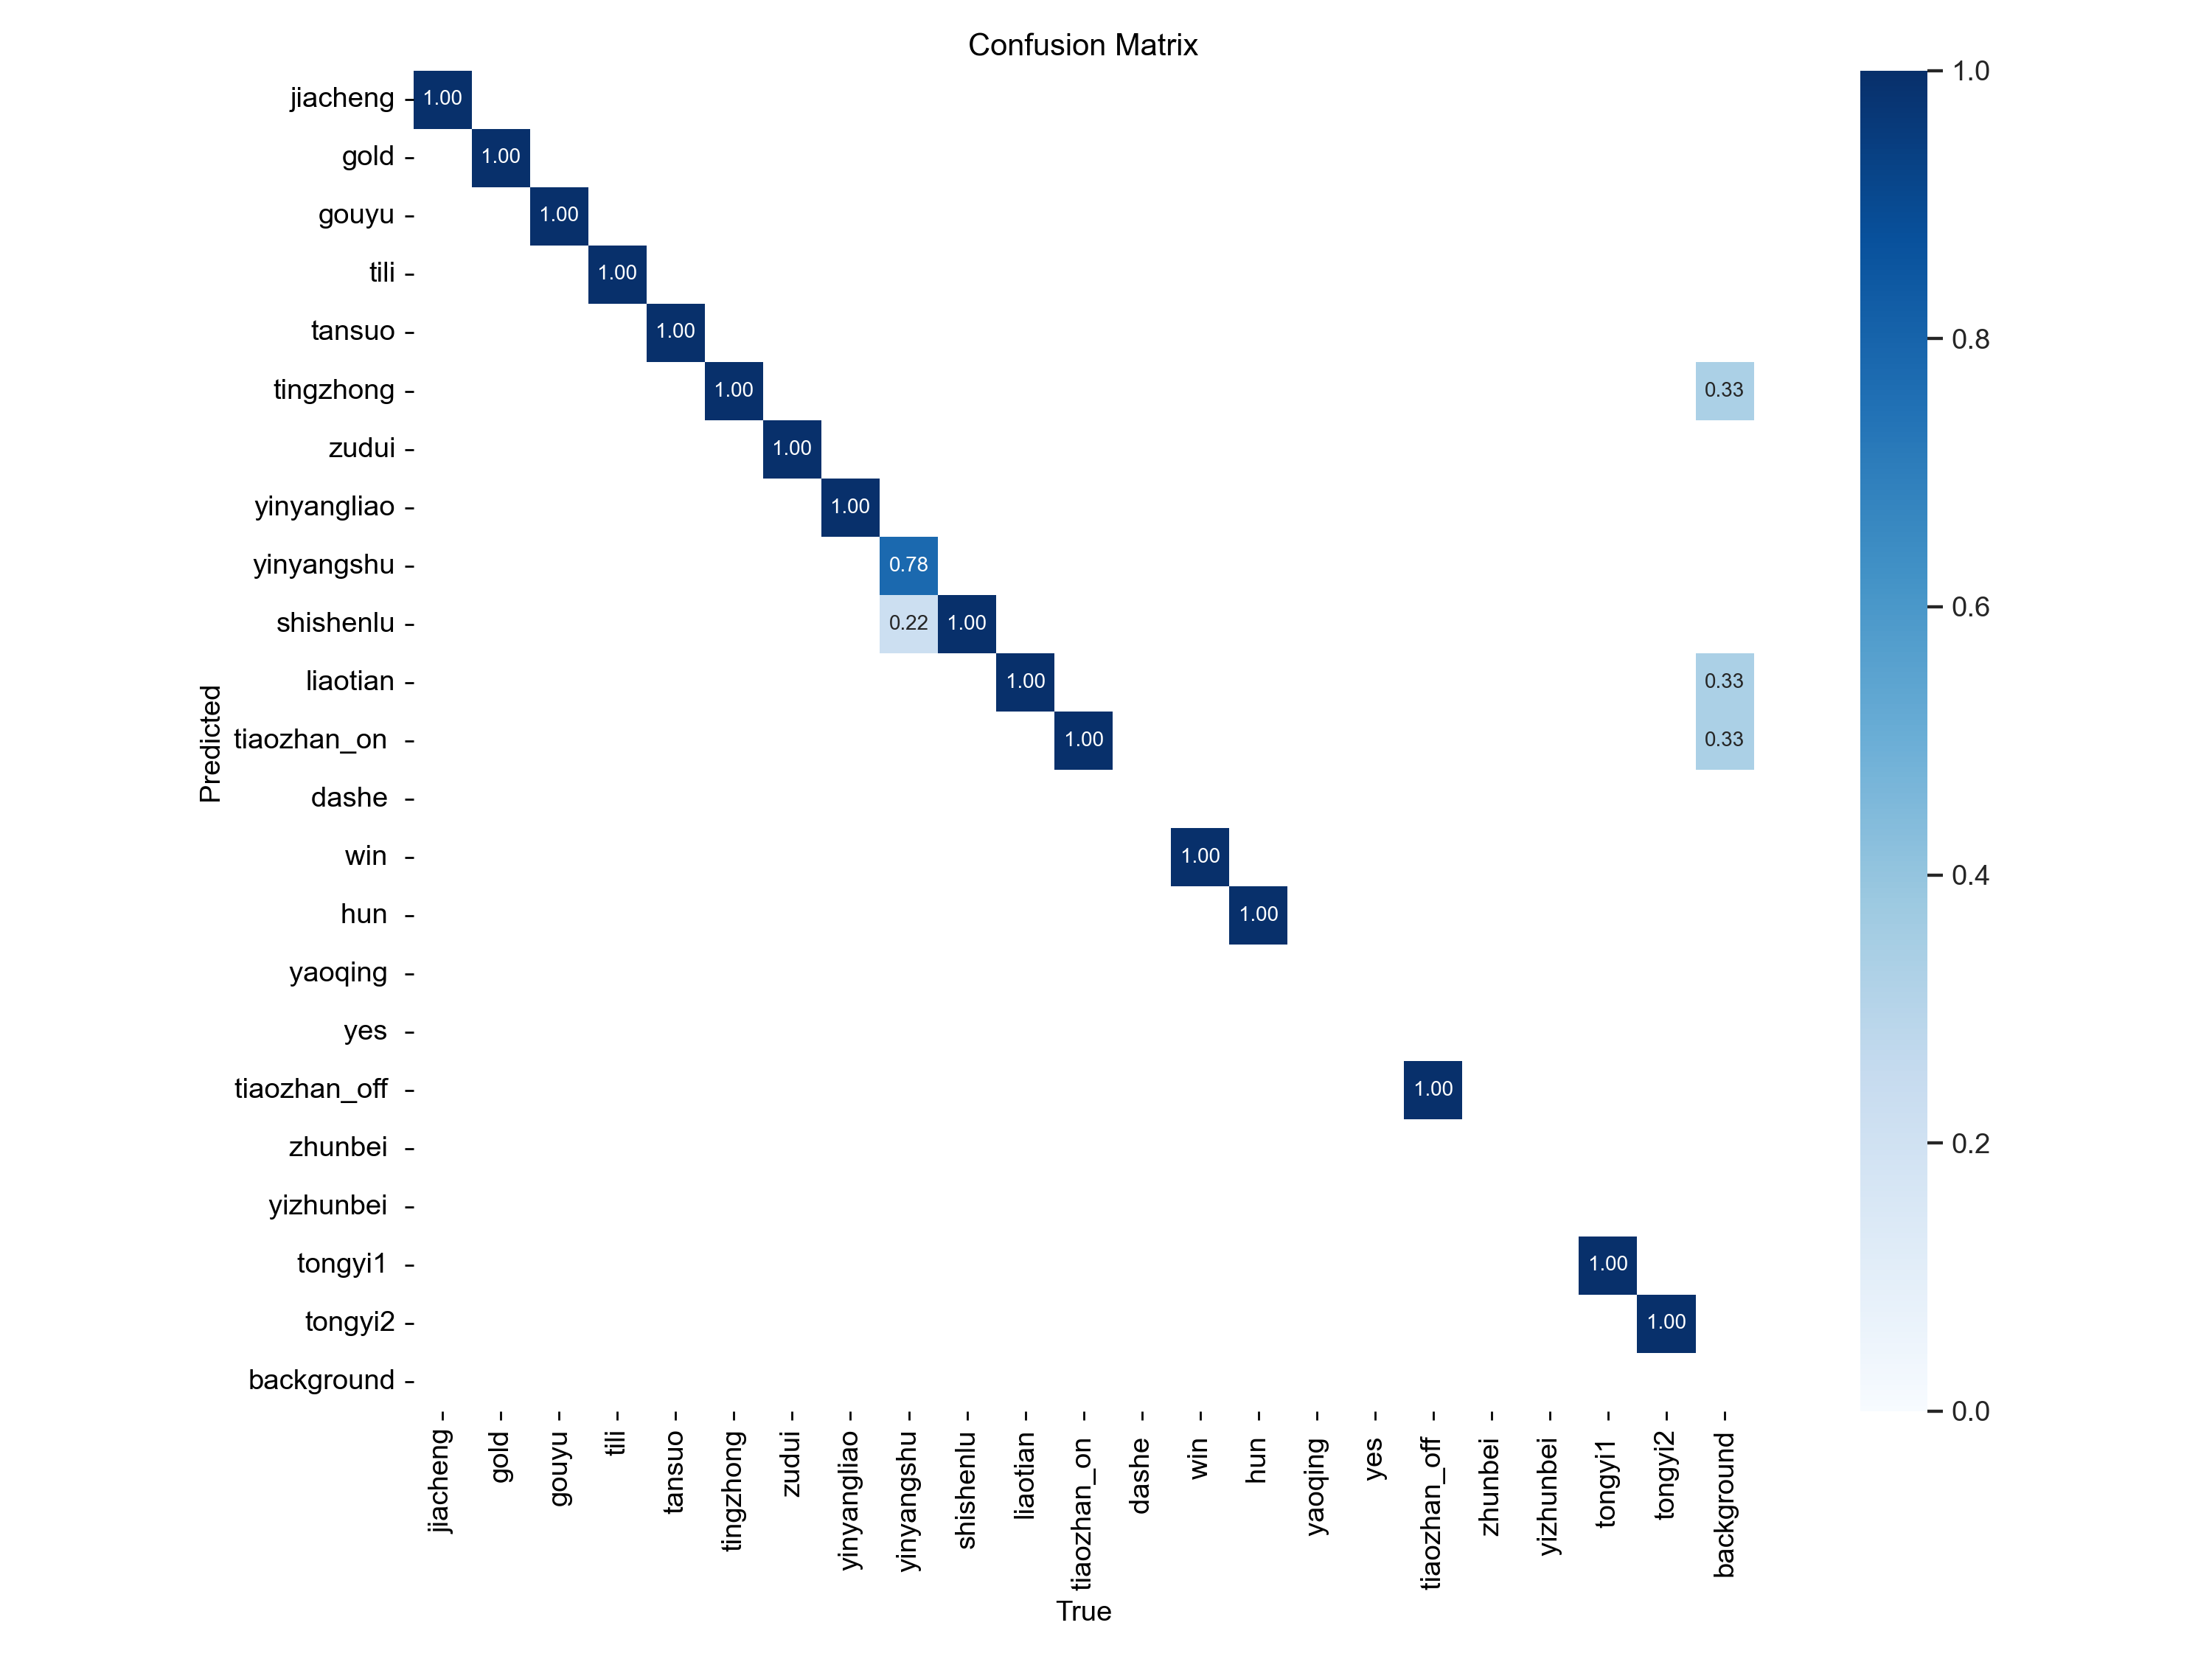 Confusion Matrix
jiacheng 1.00
gold 1.00
gouyu 1.00
tili 1.00
tansuo 1.00
tingzhong 1.00 0.33
zudui 1.00
yinyangliao 1.00
yinyangshu 0.78
shishenlu 0.22 1.00
liaotian 1.00 0.33
tiaozhan_on 1.00 0.33
dashe
win 1.00
hun 1.00
yaoqing
yes
tiaozhan_off 1.00
zhunbei
yizhunbei
tongyi1 1.00
tongyi2 1.00
background
Predicted
jiacheng
gold
gouyu
tili
tansuo
tingzhong
zudui
yinyangliao
yinyangshu
shishenlu
liaotian
tiaozhan_on
dashe
win
hun
yaoqing
yes
tiaozhan_off
zhunbei
yizhunbei
tongyi1
tongyi2
background
True
1.0
0.8
0.6
0.4
0.2
0.0